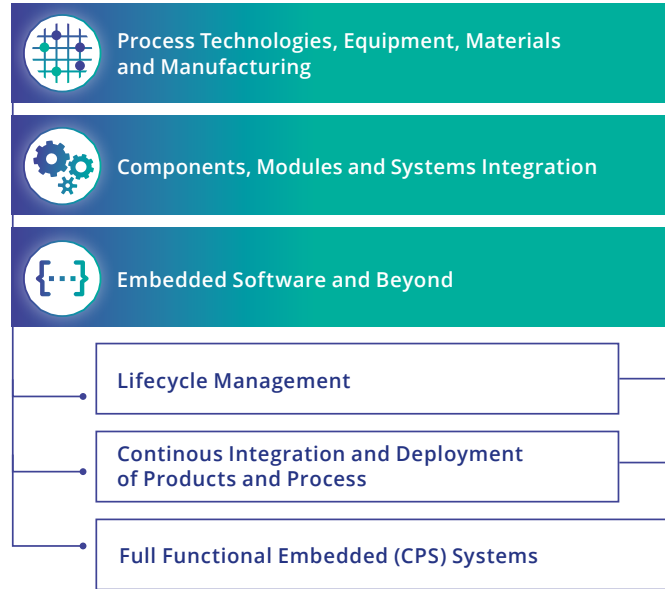 Process Technologies, Equipment, Materials
and Manufacturing
Components, Modules and Systems Integration
{···}
Embedded Software and Beyond
Lifecycle Management
Continous Integration and Deployment
of Products and Process
Full Functional Embedded (CPS) Systems